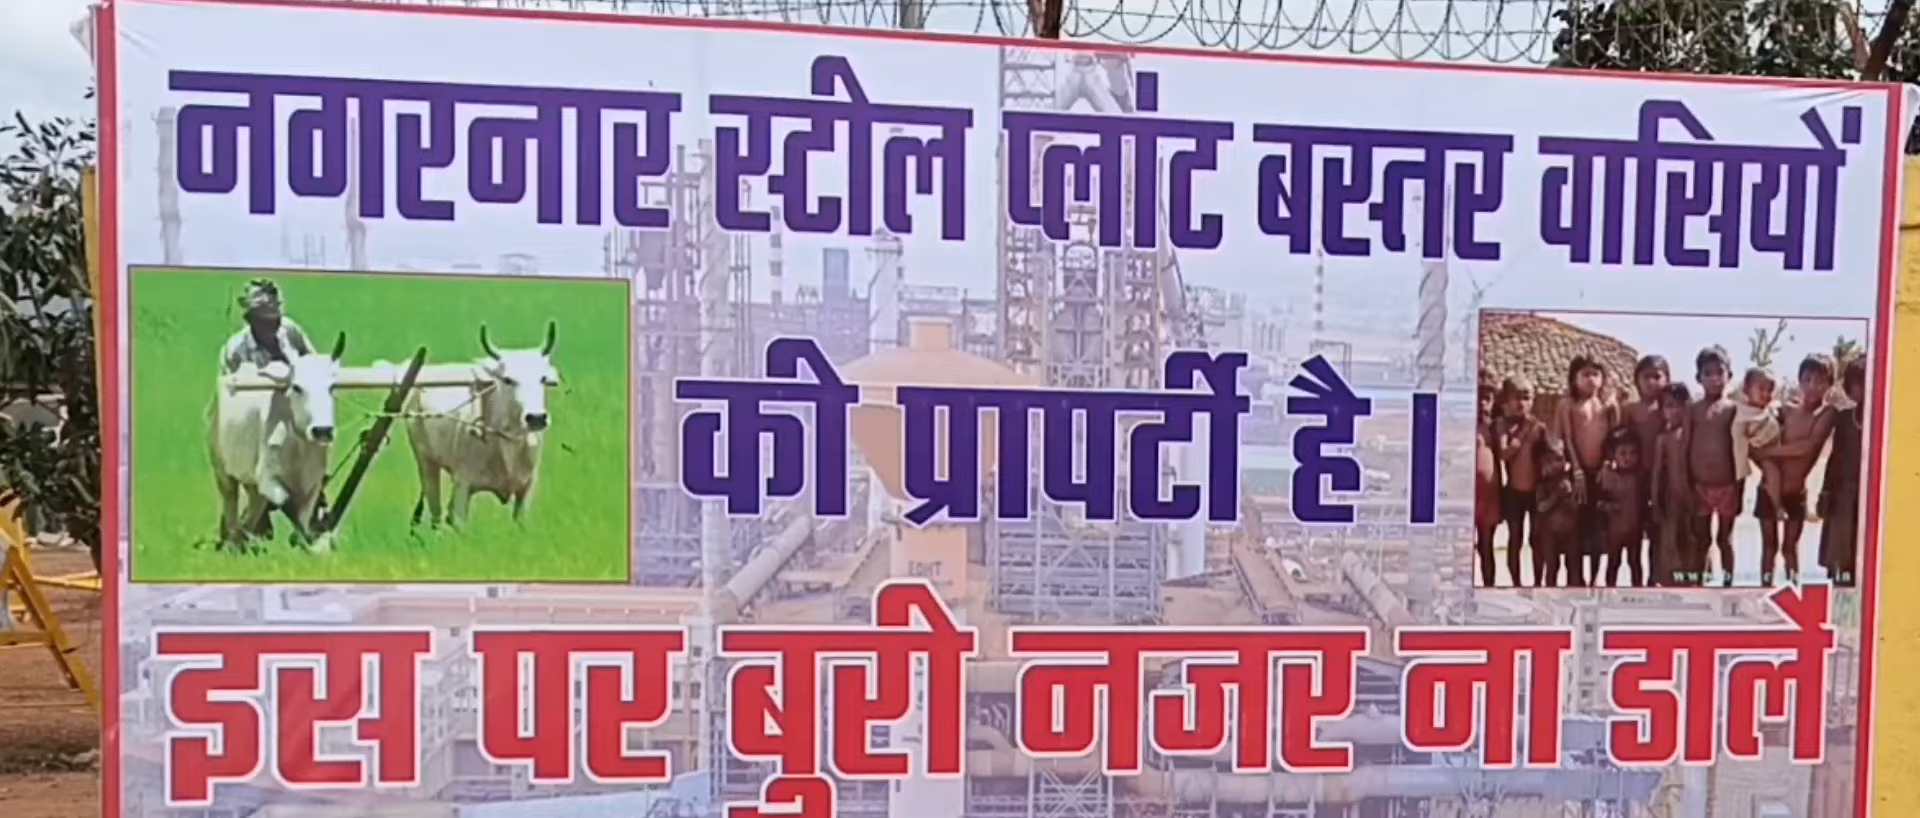 नगरनार स्टील प्लांट बस्तर वासियों
की प्रापर्टी है।
इस पर बुरी नजर ना डालें